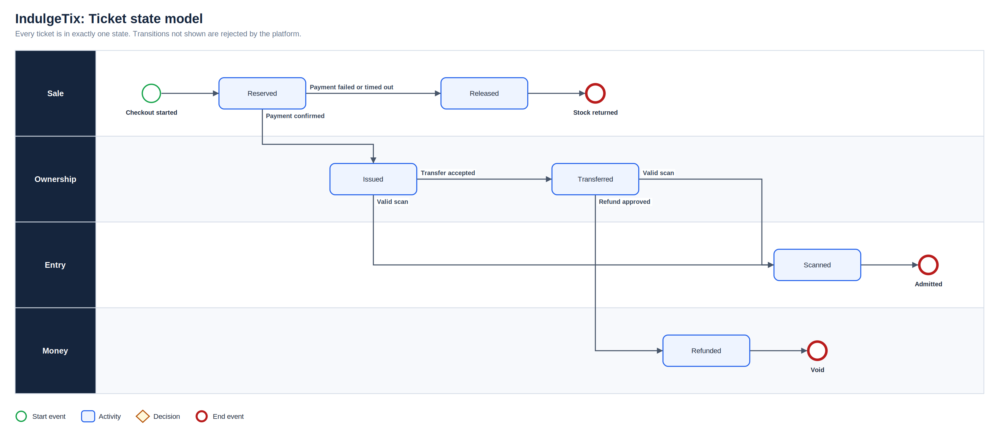 IndulgeTix: Ticket state model
Every ticket is in exactly one state. Transitions not shown are rejected by the platform.
Sale
Checkout started
Reserved
Payment failed or timed out
Payment confirmed
Released
Stock returned
Ownership
Issued
Transfer accepted
Valid scan
Transferred
Valid scan
Refund approved
Entry
Scanned
Admitted
Money
Refunded
Void
Start event
Activity
Decision
End event